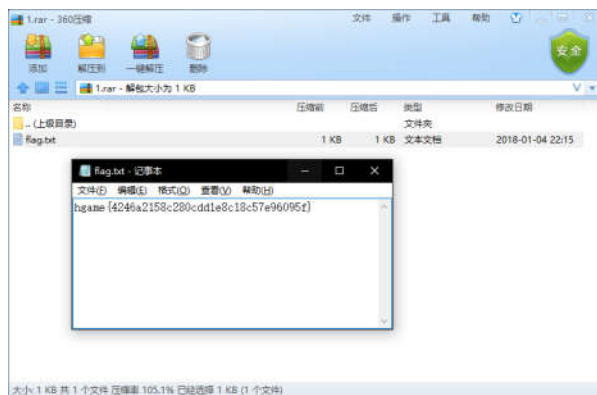 1.rar - 360压缩
文件 操作 工具 帮助
添加 解压到 一键解压 删除
安全
1.rar - 解包大小为 1 KB
名称 压缩前 压缩后 类型 修改日期
.. (上级目录) 文件夹
flag.txt 1 KB 1 KB 文本文档 2018-01-04 22:15
flag.txt - 记事本
文件(F) 编辑(E) 格式(O) 查看(V) 帮助(H)
hgame{4246a2158c280cdd1e8c18c57e96095f}
大小: 1 KB 共 1 个文件 压缩率 105.1% 已经选择 1 KB (1 个文件)